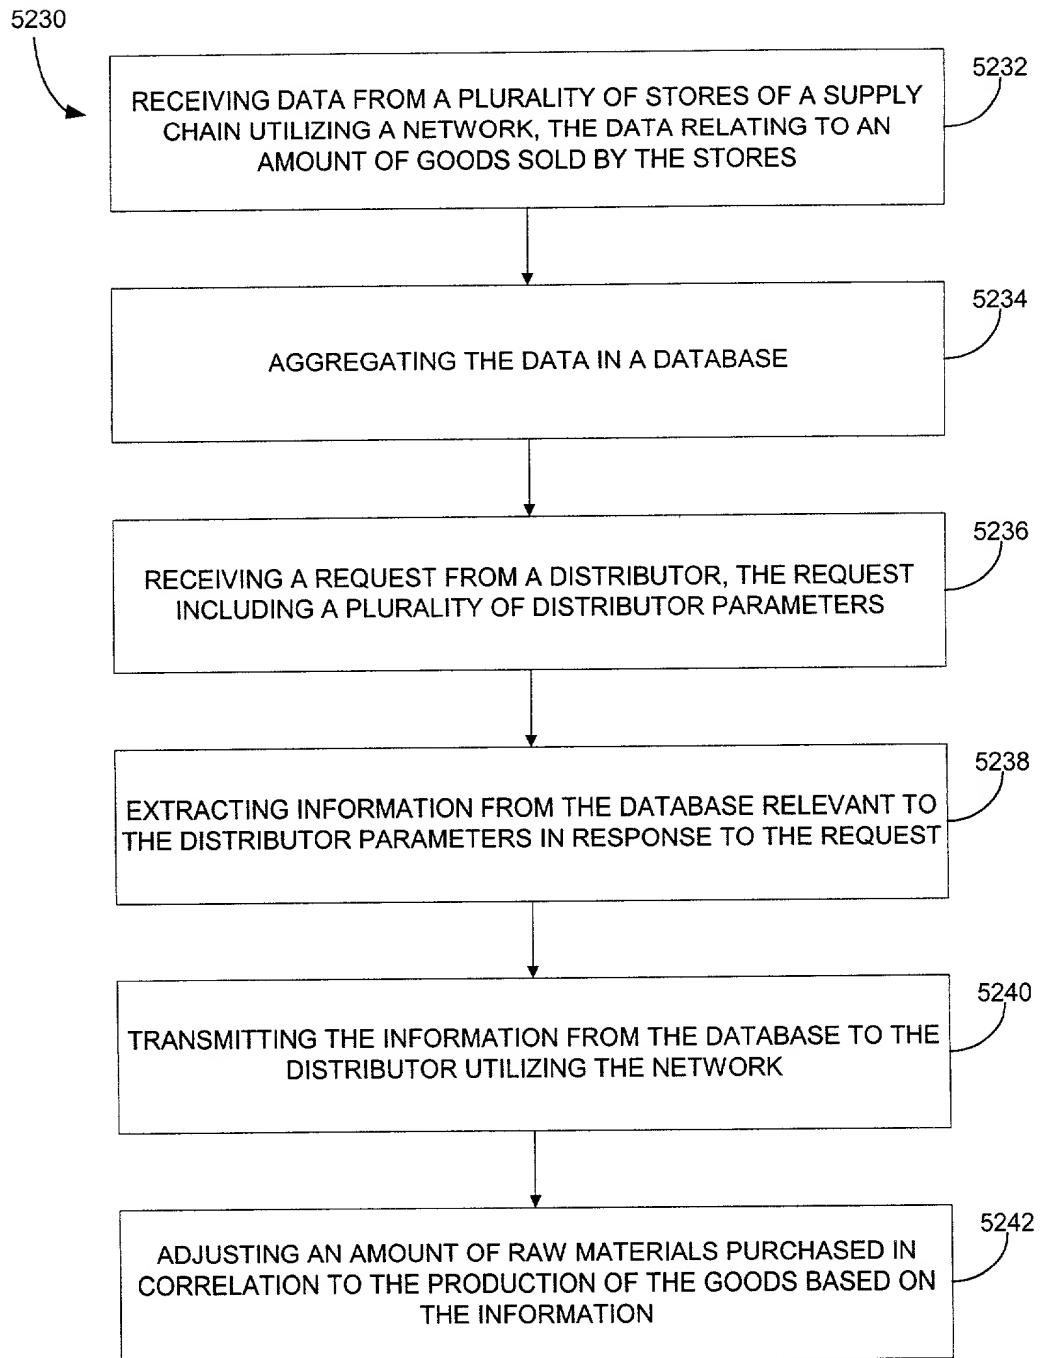 5230
5232
RECEIVING DATA FROM A PLURALITY OF STORES OF A SUPPLY
CHAIN UTILIZING A NETWORK, THE DATA RELATING TO AN
AMOUNT OF GOODS SOLD BY THE STORES
5234
AGGREGATING THE DATA IN A DATABASE
5236
RECEIVING A REQUEST FROM A DISTRIBUTOR, THE REQUEST
INCLUDING A PLURALITY OF DISTRIBUTOR PARAMETERS
5238
EXTRACTING INFORMATION FROM THE DATABASE RELEVANT TO
THE DISTRIBUTOR PARAMETERS IN RESPONSE TO THE REQUEST
5240
TRANSMITTING THE INFORMATION FROM THE DATABASE TO THE
DISTRIBUTOR UTILIZING THE NETWORK
5242
ADJUSTING AN AMOUNT OF RAW MATERIALS PURCHASED IN
CORRELATION TO THE PRODUCTION OF THE GOODS BASED ON
THE INFORMATION